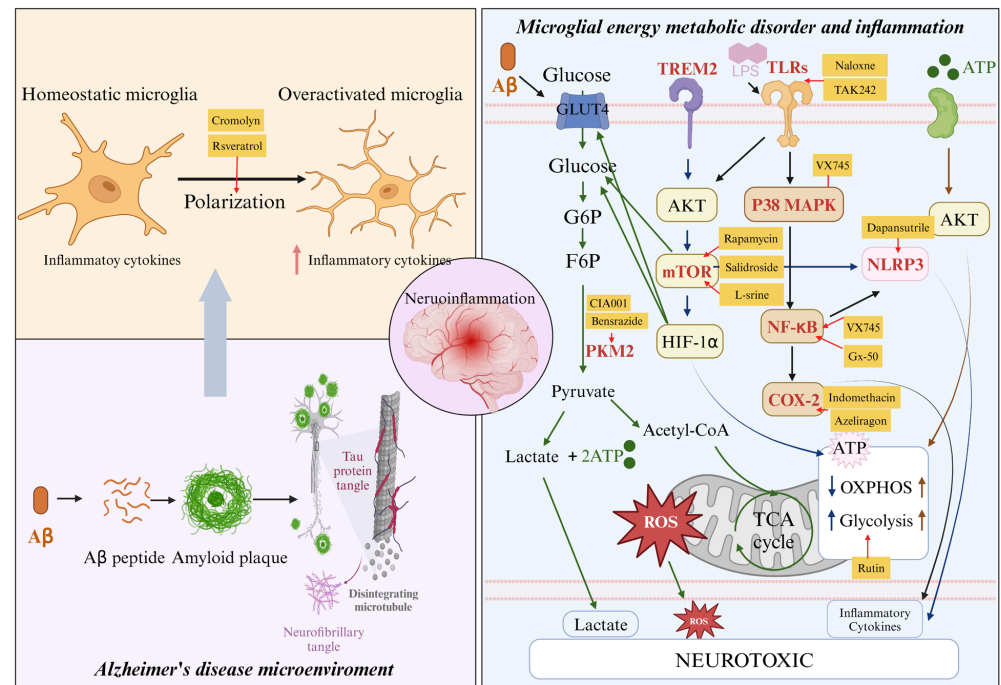 Homeostatic microglia
Overactivated microglia
Cromolyn
Rsveratrol
Polarization
Inflammatoy cytokines
Inflammatory cytokines
Neruoinflammation
Aβ
Aβ peptide
Amyloid plaque
Tau
protein
tangle
Disintegrating
microtubule
Neurofibrillary
tangle
Alzheimer's disease microenviroment
Microglial energy metabolic disorder and inflammation
Aβ
Glucose
GLUT4
TREM2
LPS
TLRs
Naloxne
TAK242
ATP
Glucose
G6P
F6P
AKT
P38 MAPK
VX745
AKT
Dapansutrile
NLRP3
mTOR
Rapamycin
Salidroside
L-srine
HIF-1α
CIA001
Bensrazide
PKM2
NF-κB
VX745
Gx-50
COX-2
Indomethacin
Azeliragon
Pyruvate
Lactate + 2ATP
Acetyl-CoA
ROS
TCA
cycle
ATP
OXPHOS
Glycolysis
Rutin
Lactate
ROS
Inflammatory
Cytokines
NEUROTOXIC